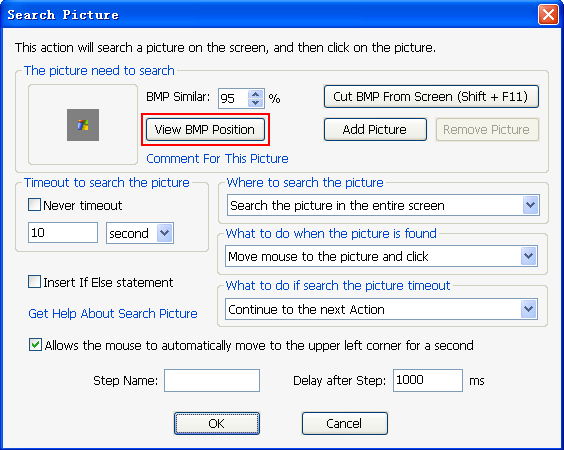 Search Picture
This action will search a picture on the screen, and then click on the picture.
The picture need to search
BMP Similar: 95 %
Cut BMP From Screen (Shift + F11)
View BMP Position
Add Picture
Remove Picture
Comment For This Picture
Timeout to search the picture
Never timeout
10 second
Where to search the picture
Search the picture in the entire screen
What to do when the picture is found
Move mouse to the picture and click
Insert If Else statement
What to do if search the picture timeout
Continue to the next Action
Get Help About Search Picture
Allows the mouse to automatically move to the upper left corner for a second
Step Name:
Delay after Step: 1000 ms
OK
Cancel